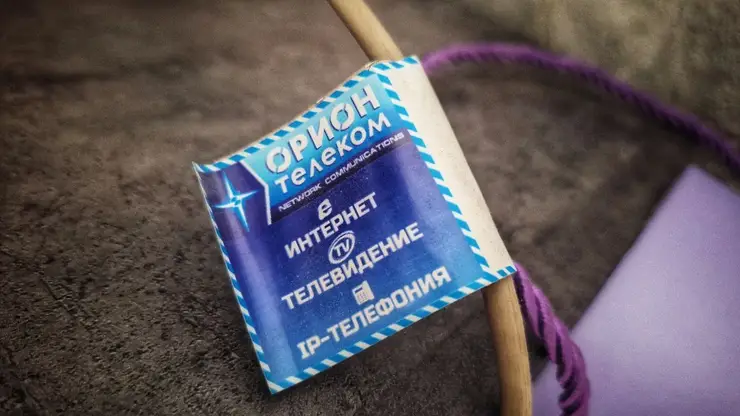 ОРИОН
телеком
NETWORK COMMUNICATIONS
ИНТЕРНЕТ
TV
ТЕЛЕВИДЕНИЕ
IP-ТЕЛЕФОНИЯ